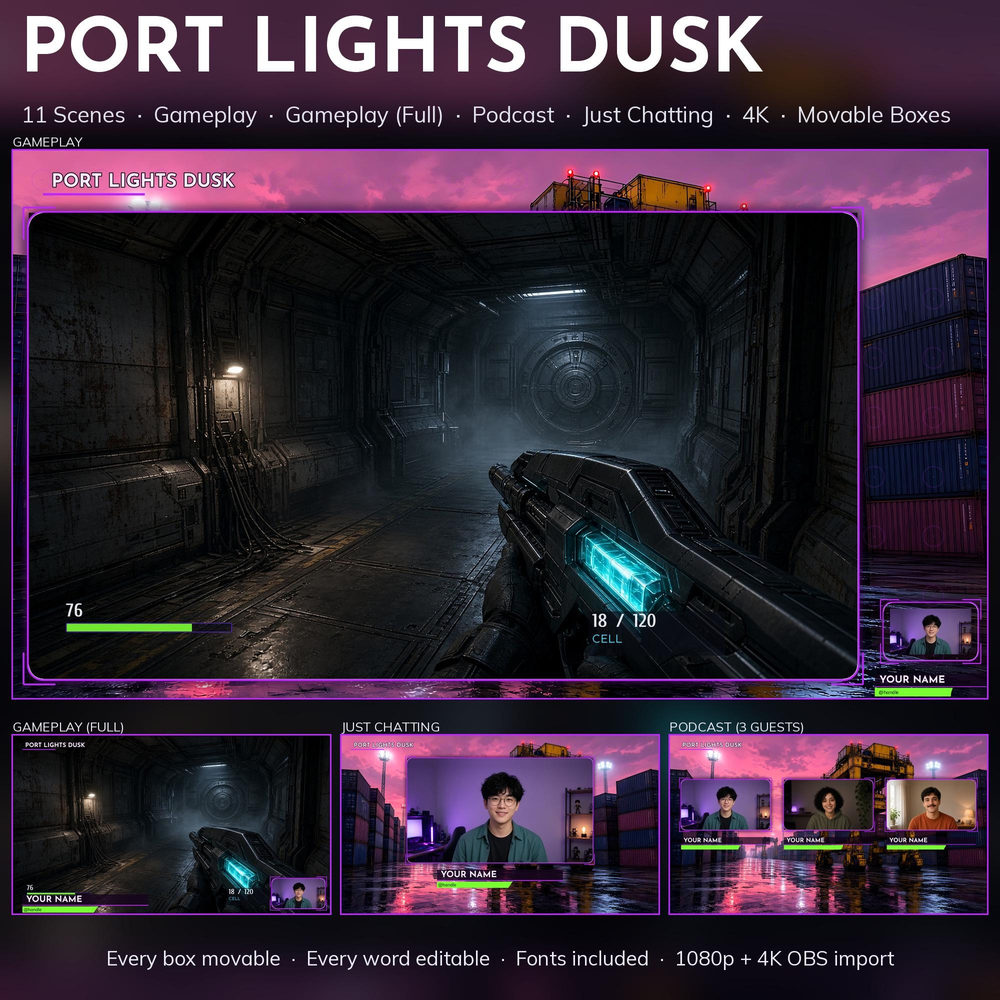 PORT LIGHTS DUSK
11 Scenes · Gameplay · Gameplay (Full) · Podcast · Just Chatting · 4K · Movable Boxes
GAMEPLAY
PORT LIGHTS DUSK
76
18 / 120
CELL
YOUR NAME
@handle
GAMEPLAY (FULL)
PORT LIGHTS DUSK
76
18 / 120
CELL
YOUR NAME
@handle
JUST CHATTING
PORT LIGHTS DUSK
YOUR NAME
@handle
PODCAST (3 GUESTS)
PORT LIGHTS DUSK
YOUR NAME
YOUR NAME
YOUR NAME
Every box movable · Every word editable · Fonts included · 1080p + 4K OBS import